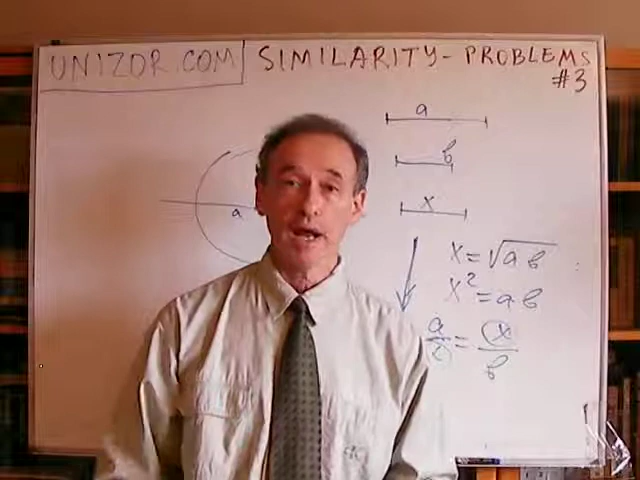 UNIZOR.COM SIMILARITY - PROBLEMS
#3
a
b
x
a
x = √ab
x² = ab
a/x = x/b